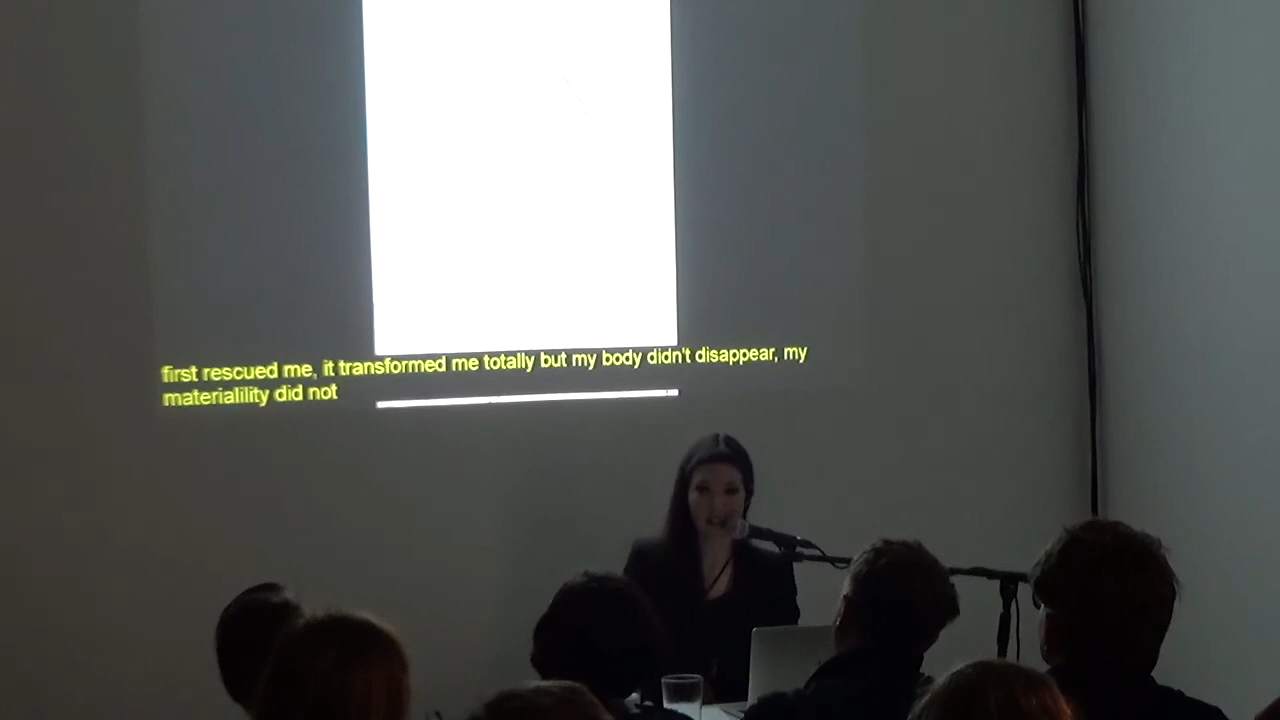 first rescued me, it transformed me totally but my body didn't disappear, my
materialility did not